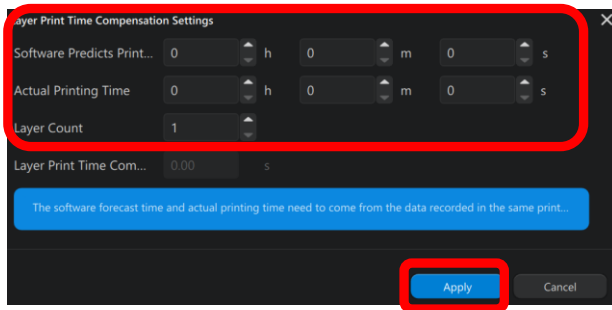 Layer Print Time Compensation Settings
Software Predicts Print... 0 h 0 m 0 s
Actual Printing Time 0 h 0 m 0 s
Layer Count 1
Layer Print Time Com... 0.00 s
The software forecast time and actual printing time need to come from the data recorded in the same print...
Apply Cancel